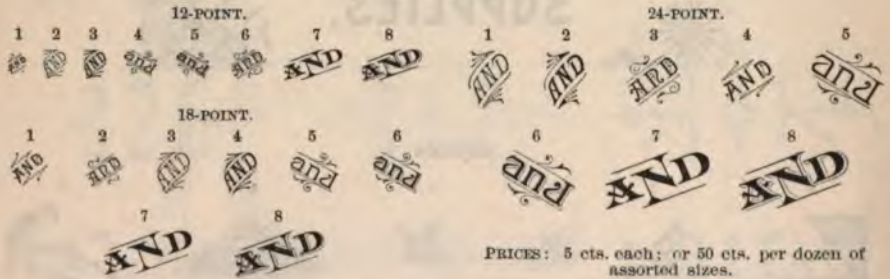 12-POINT.
1 2 3 4 5 6 7 8
AND AND AND and and AND AND AND
18-POINT.
1 2 3 4 5 6
AND AND AND AND and and
7 8
AND AND
24-POINT.
1 2 3 4 5
AND AND AND AND and
6 7 8
and AND AND
PRICES: 5 cts. each; or 50 cts. per dozen of
assorted sizes.